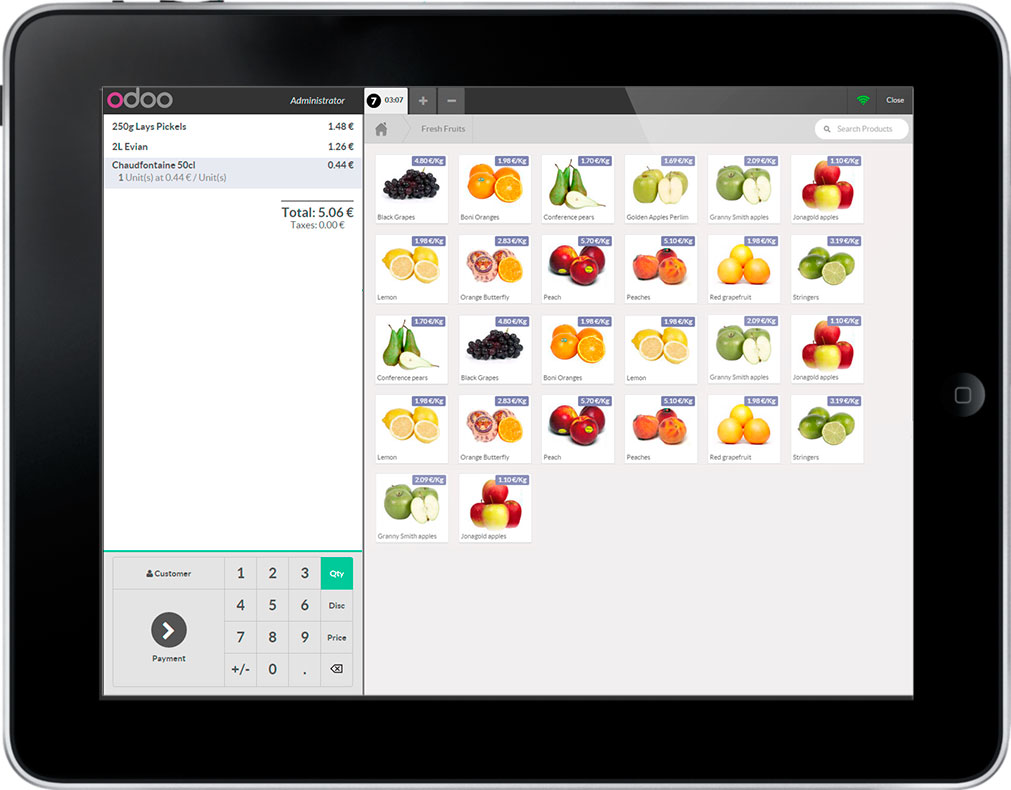 odoo
Administrator
7 03:07
+
−
Close
250g Lays Pickels 1.48 €
2L Evian 1.26 €
Chaudfontaine 50cl 0.44 €
1 Unit(s) at 0.44 € / Unit(s)
Total: 5.06 €
Taxes: 0.00 €
Customer
1 2 3 Qty
4 5 6 Disc
7 8 9 Price
+/- 0 .
Payment
Fresh Fruits
Search Products
4.80 €/Kg
Black Grapes
1.98 €/Kg
Boni Oranges
1.70 €/Kg
Conference pears
1.69 €/Kg
Golden Apples Perlim
2.09 €/Kg
Granny Smith apples
1.10 €/Kg
Jonagold apples
1.98 €/Kg
Lemon
2.83 €/Kg
Orange Butterfly
5.70 €/Kg
Peach
5.10 €/Kg
Peaches
1.98 €/Kg
Red grapefruit
3.19 €/Kg
Stringers
1.70 €/Kg
Conference pears
4.80 €/Kg
Black Grapes
1.98 €/Kg
Boni Oranges
1.98 €/Kg
Lemon
2.09 €/Kg
Granny Smith apples
1.10 €/Kg
Jonagold apples
1.98 €/Kg
Lemon
2.83 €/Kg
Orange Butterfly
5.70 €/Kg
Peach
5.10 €/Kg
Peaches
1.98 €/Kg
Red grapefruit
3.19 €/Kg
Stringers
2.09 €/Kg
Granny Smith apples
1.10 €/Kg
Jonagold apples